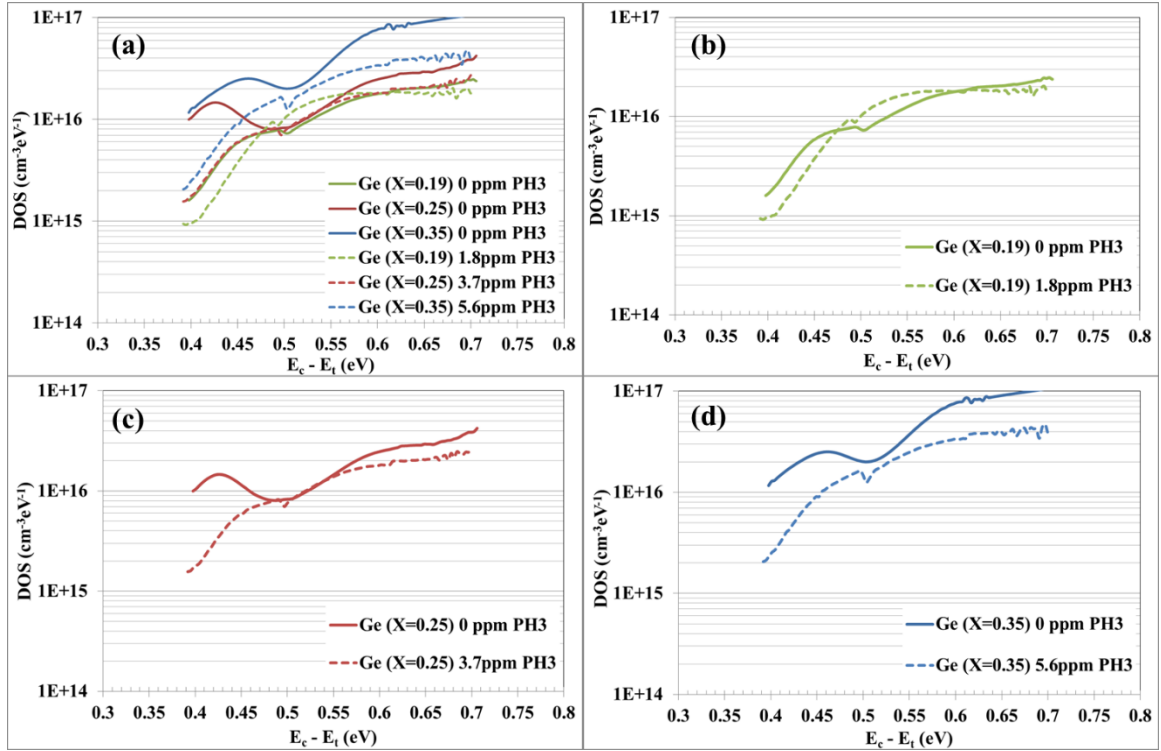 (a)
1E+17
1E+16
1E+15
1E+14
DOS (cm⁻³eV⁻¹)
Ge (X=0.19) 0 ppm PH3
Ge (X=0.25) 0 ppm PH3
Ge (X=0.35) 0 ppm PH3
Ge (X=0.19) 1.8ppm PH3
Ge (X=0.25) 3.7ppm PH3
Ge (X=0.35) 5.6ppm PH3
0.3 0.35 0.4 0.45 0.5 0.55 0.6 0.65 0.7 0.75 0.8
E_c - E_t (eV)
(b)
1E+17
1E+16
1E+15
1E+14
DOS (cm⁻³eV⁻¹)
Ge (X=0.19) 0 ppm PH3
Ge (X=0.19) 1.8ppm PH3
0.3 0.35 0.4 0.45 0.5 0.55 0.6 0.65 0.7 0.75 0.8
E_c - E_t (eV)
(c)
1E+17
1E+16
1E+15
1E+14
DOS (cm⁻³eV⁻¹)
Ge (X=0.25) 0 ppm PH3
Ge (X=0.25) 3.7ppm PH3
0.3 0.35 0.4 0.45 0.5 0.55 0.6 0.65 0.7 0.75 0.8
E_c - E_t (eV)
(d)
1E+17
1E+16
1E+15
1E+14
DOS (cm⁻³eV⁻¹)
Ge (X=0.35) 0 ppm PH3
Ge (X=0.35) 5.6ppm PH3
0.3 0.35 0.4 0.45 0.5 0.55 0.6 0.65 0.7 0.75 0.8
E_c - E_t (eV)